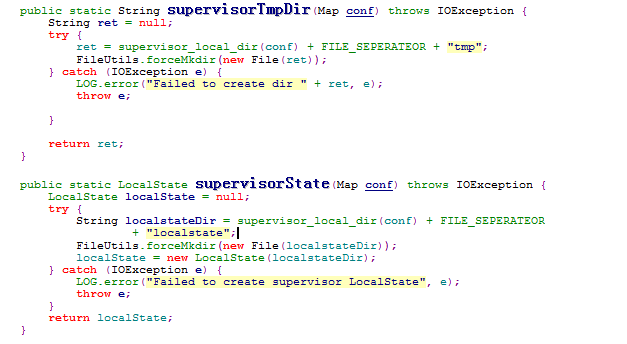 public static String supervisorTmpDir(Map conf) throws IOException {
    String ret = null;
    try {
        ret = supervisor_local_dir(conf) + FILE_SEPERATEOR + "tmp";
        FileUtils.forceMkdir(new File(ret));
    } catch (IOException e) {
        LOG.error("Failed to create dir " + ret, e);
        throw e;
    }
    return ret;
}
public static LocalState supervisorState(Map conf) throws IOException {
    LocalState localState = null;
    try {
        String localstateDir = supervisor_local_dir(conf) + FILE_SEPERATEOR
                + "localstate";
        FileUtils.forceMkdir(new File(localstateDir));
        localState = new LocalState(localstateDir);
    } catch (IOException e) {
        LOG.error("Failed to create supervisor LocalState", e);
        throw e;
    }
    return localState;
}